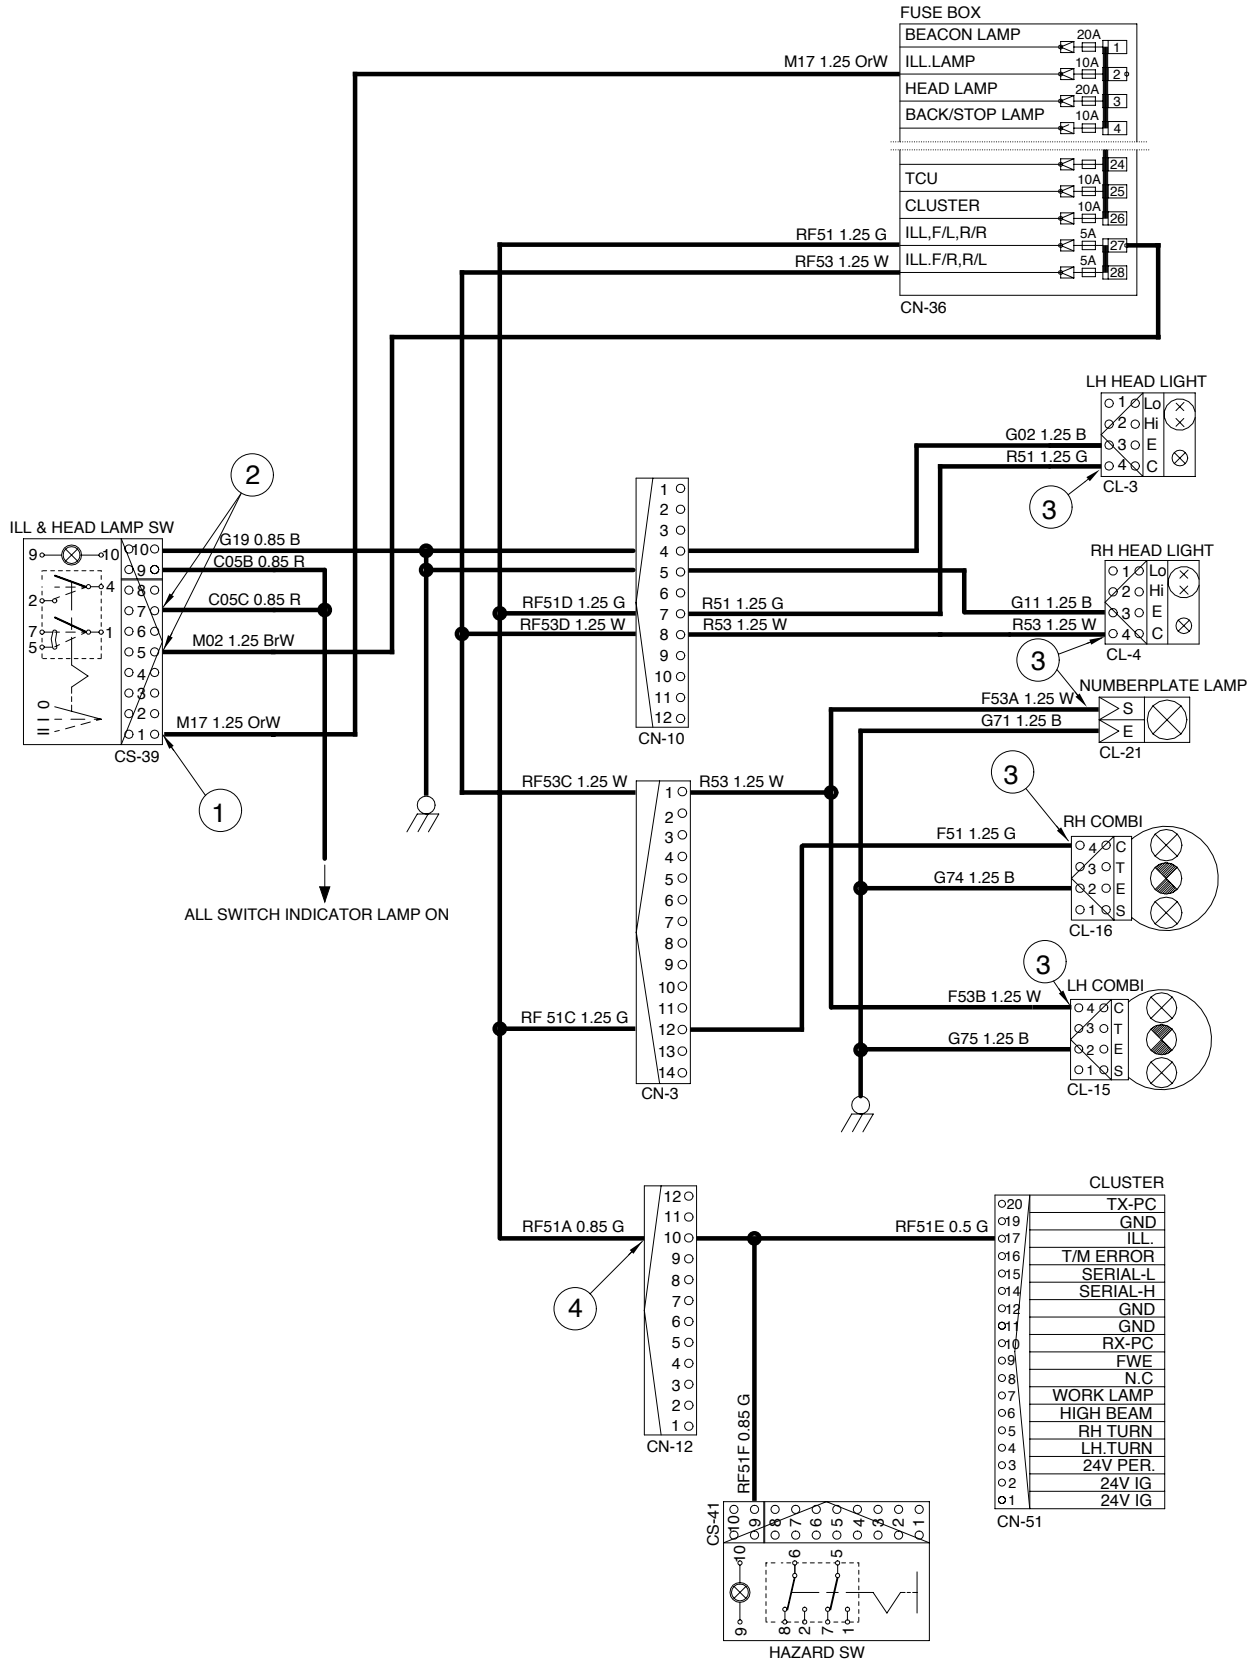 FUSE BOX
BEACON LAMP 20A 1
M17 1.25 OrW ILL.LAMP 10A 2
HEAD LAMP 20A 3
BACK/STOP LAMP 10A 4
24
TCU 10A 25
CLUSTER 10A 26
RF51 1.25 G ILL,F/L,R/R 5A 27
RF53 1.25 W ILL.F/R,R/L 5A 28
CN-36
LH HEAD LIGHT
1 Lo
2 Hi
G02 1.25 B 3 E
R51 1.25 G 4 C
CL-3
3
2
ILL & HEAD LAMP SW
9 10
4
2
7 1
5
0
I
II
G19 0.85 B 10
C05B 0.85 R 9
8
C05C 0.85 R 7
6
M02 1.25 BrW 5
4
3
2
M17 1.25 OrW 1
CS-39
1
ALL SWITCH INDICATOR LAMP ON
1
2
3
4
5
6
RF51D 1.25 G 7 R51 1.25 G
RF53D 1.25 W 8 R53 1.25 W
9
10
11
12
CN-10
RH HEAD LIGHT
1 Lo
2 Hi
G11 1.25 B 3 E
R53 1.25 W 4 C
CL-4
3
NUMBERPLATE LAMP
F53A 1.25 W S
G71 1.25 B E
CL-21
RF53C 1.25 W 1 R53 1.25 W
2
3
4
5
6
7
8
9
10
11
RF 51C 1.25 G 12
13
14
CN-3
3
RH COMBI
F51 1.25 G 4 C
3 T
G74 1.25 B 2 E
1 S
CL-16
3
LH COMBI
F53B 1.25 W 4 C
3 T
G75 1.25 B 2 E
1 S
CL-15
12
11
RF51A 0.85 G 10 RF51E 0.5 G
9
8
7
6
5
4
3
2
1
CN-12
4
CLUSTER
20 TX-PC
19 GND
17 ILL.
16 T/M ERROR
15 SERIAL-L
14 SERIAL-H
12 GND
11 GND
10 RX-PC
9 FWE
8 N.C
7 WORK LAMP
6 HIGH BEAM
5 RH TURN
4 LH.TURN
3 24V PER.
2 24V IG
1 24V IG
CN-51
RF51F 0.85 G
CS-41
10 9 8 7 6 5 4 3 2 1
10 6 5
9 8 2 7 1
HAZARD SW